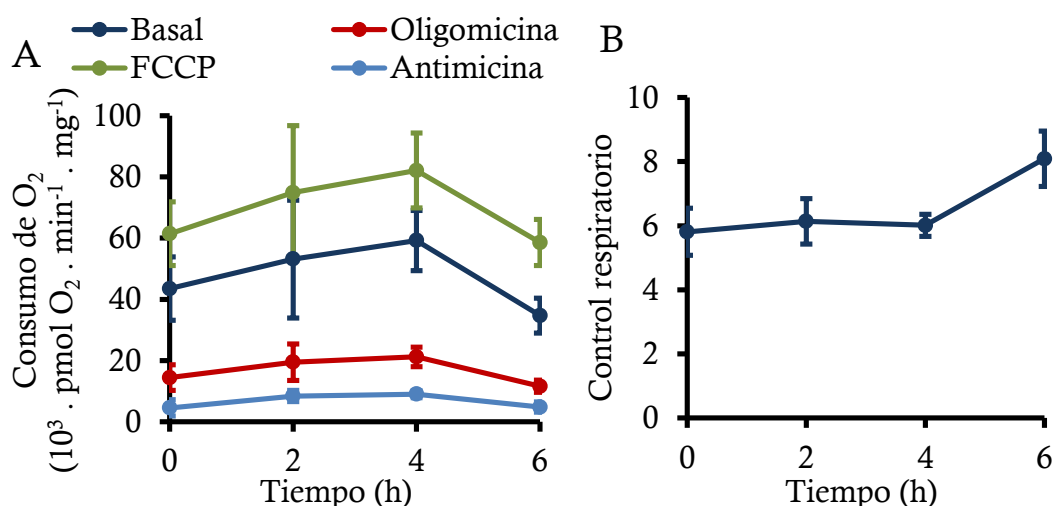 A
Basal
Oligomicina
FCCP
Antimicina
Consumo de O2
(10³ . pmol O2 . min-1 . mg-1)
100
80
60
40
20
0
0 2 4 6
Tiempo (h)
B
Control respiratorio
10
8
6
4
2
0
0 2 4 6
Tiempo (h)